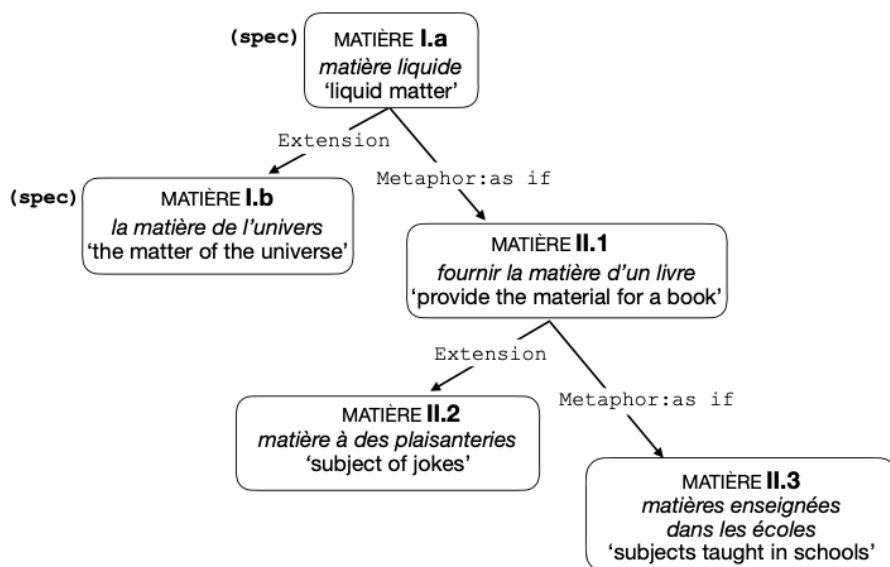 (spec)
MATIÈRE I.a
matière liquide
‘liquid matter’
Extension
Metaphor:as if
(spec)
MATIÈRE I.b
la matière de l’univers
‘the matter of the universe’
MATIÈRE II.1
fournir la matière d’un livre
‘provide the material for a book’
Extension
Metaphor:as if
MATIÈRE II.2
matière à des plaisanteries
‘subject of jokes’
MATIÈRE II.3
matières enseignées
dans les écoles
‘subjects taught in schools’